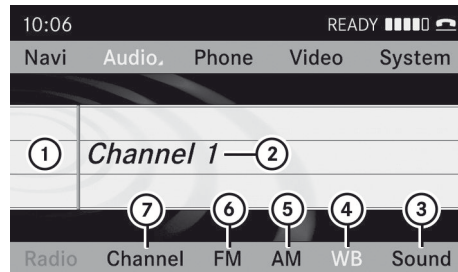 10:06 READY
Navi Audio Phone Video System
1 Channel 1 2
7 6 5 4 3
Radio Channel FM AM WB Sound